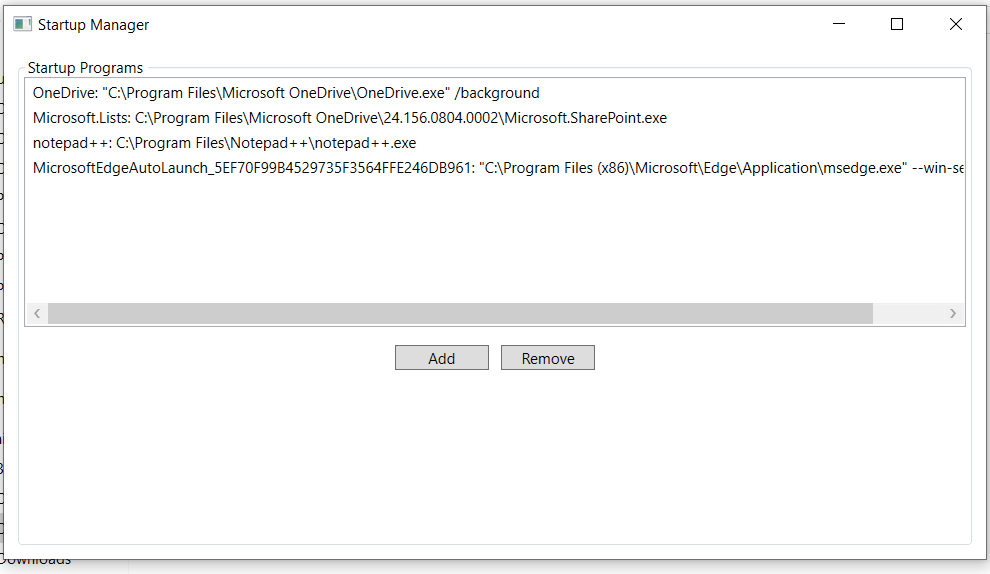 Startup Manager
Startup Programs
OneDrive: "C:\Program Files\Microsoft OneDrive\OneDrive.exe" /background
Microsoft.Lists: C:\Program Files\Microsoft OneDrive\24.156.0804.0002\Microsoft.SharePoint.exe
notepad++: C:\Program Files\Notepad++\notepad++.exe
MicrosoftEdgeAutoLaunch_5EF70F99B4529735F3564FFE246DB961: "C:\Program Files (x86)\Microsoft\Edge\Application\msedge.exe" --win-se
Add Remove